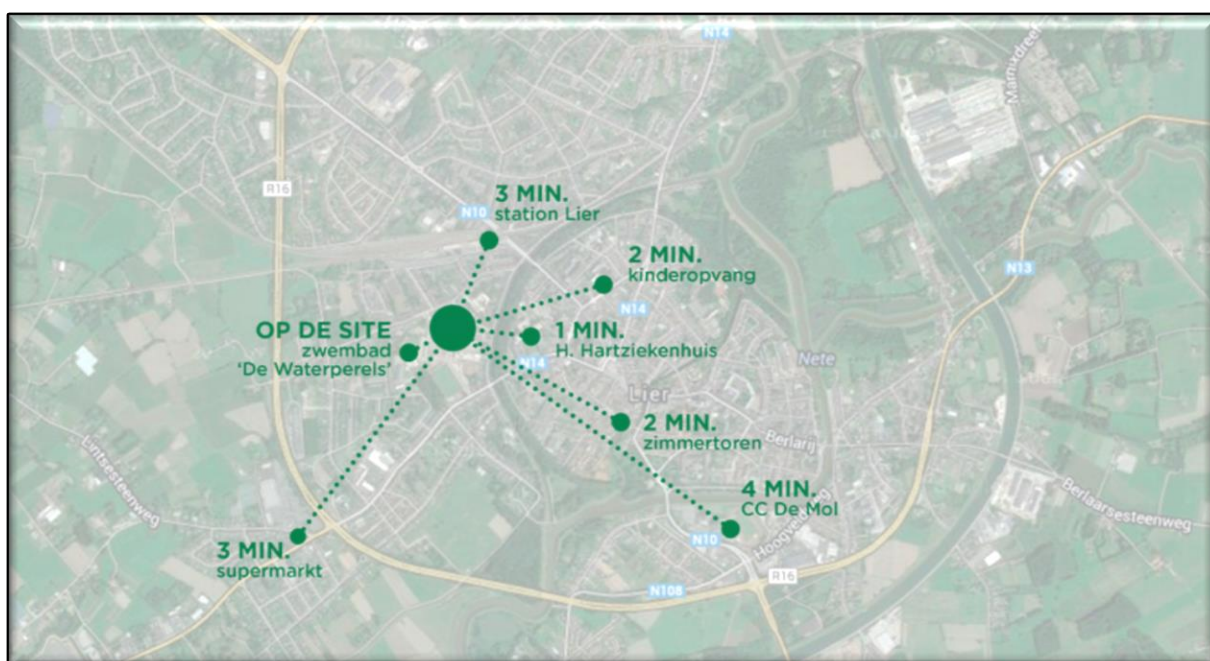 N14
Marnixdreef
R16
3 MIN.
N10
station Lier
2 MIN.
kinderopvang
N13
N14
OP DE SITE
zwembad
'De Waterperels'
1 MIN.
H. Hartziekenhuis
N14
Nete
Lier
2 MIN.
zimmertoren
Berlarij
Lintsesteenweg
4 MIN.
CC De Mol
Berlaarsesteenweg
N10
3 MIN.
supermarkt
R16
N108